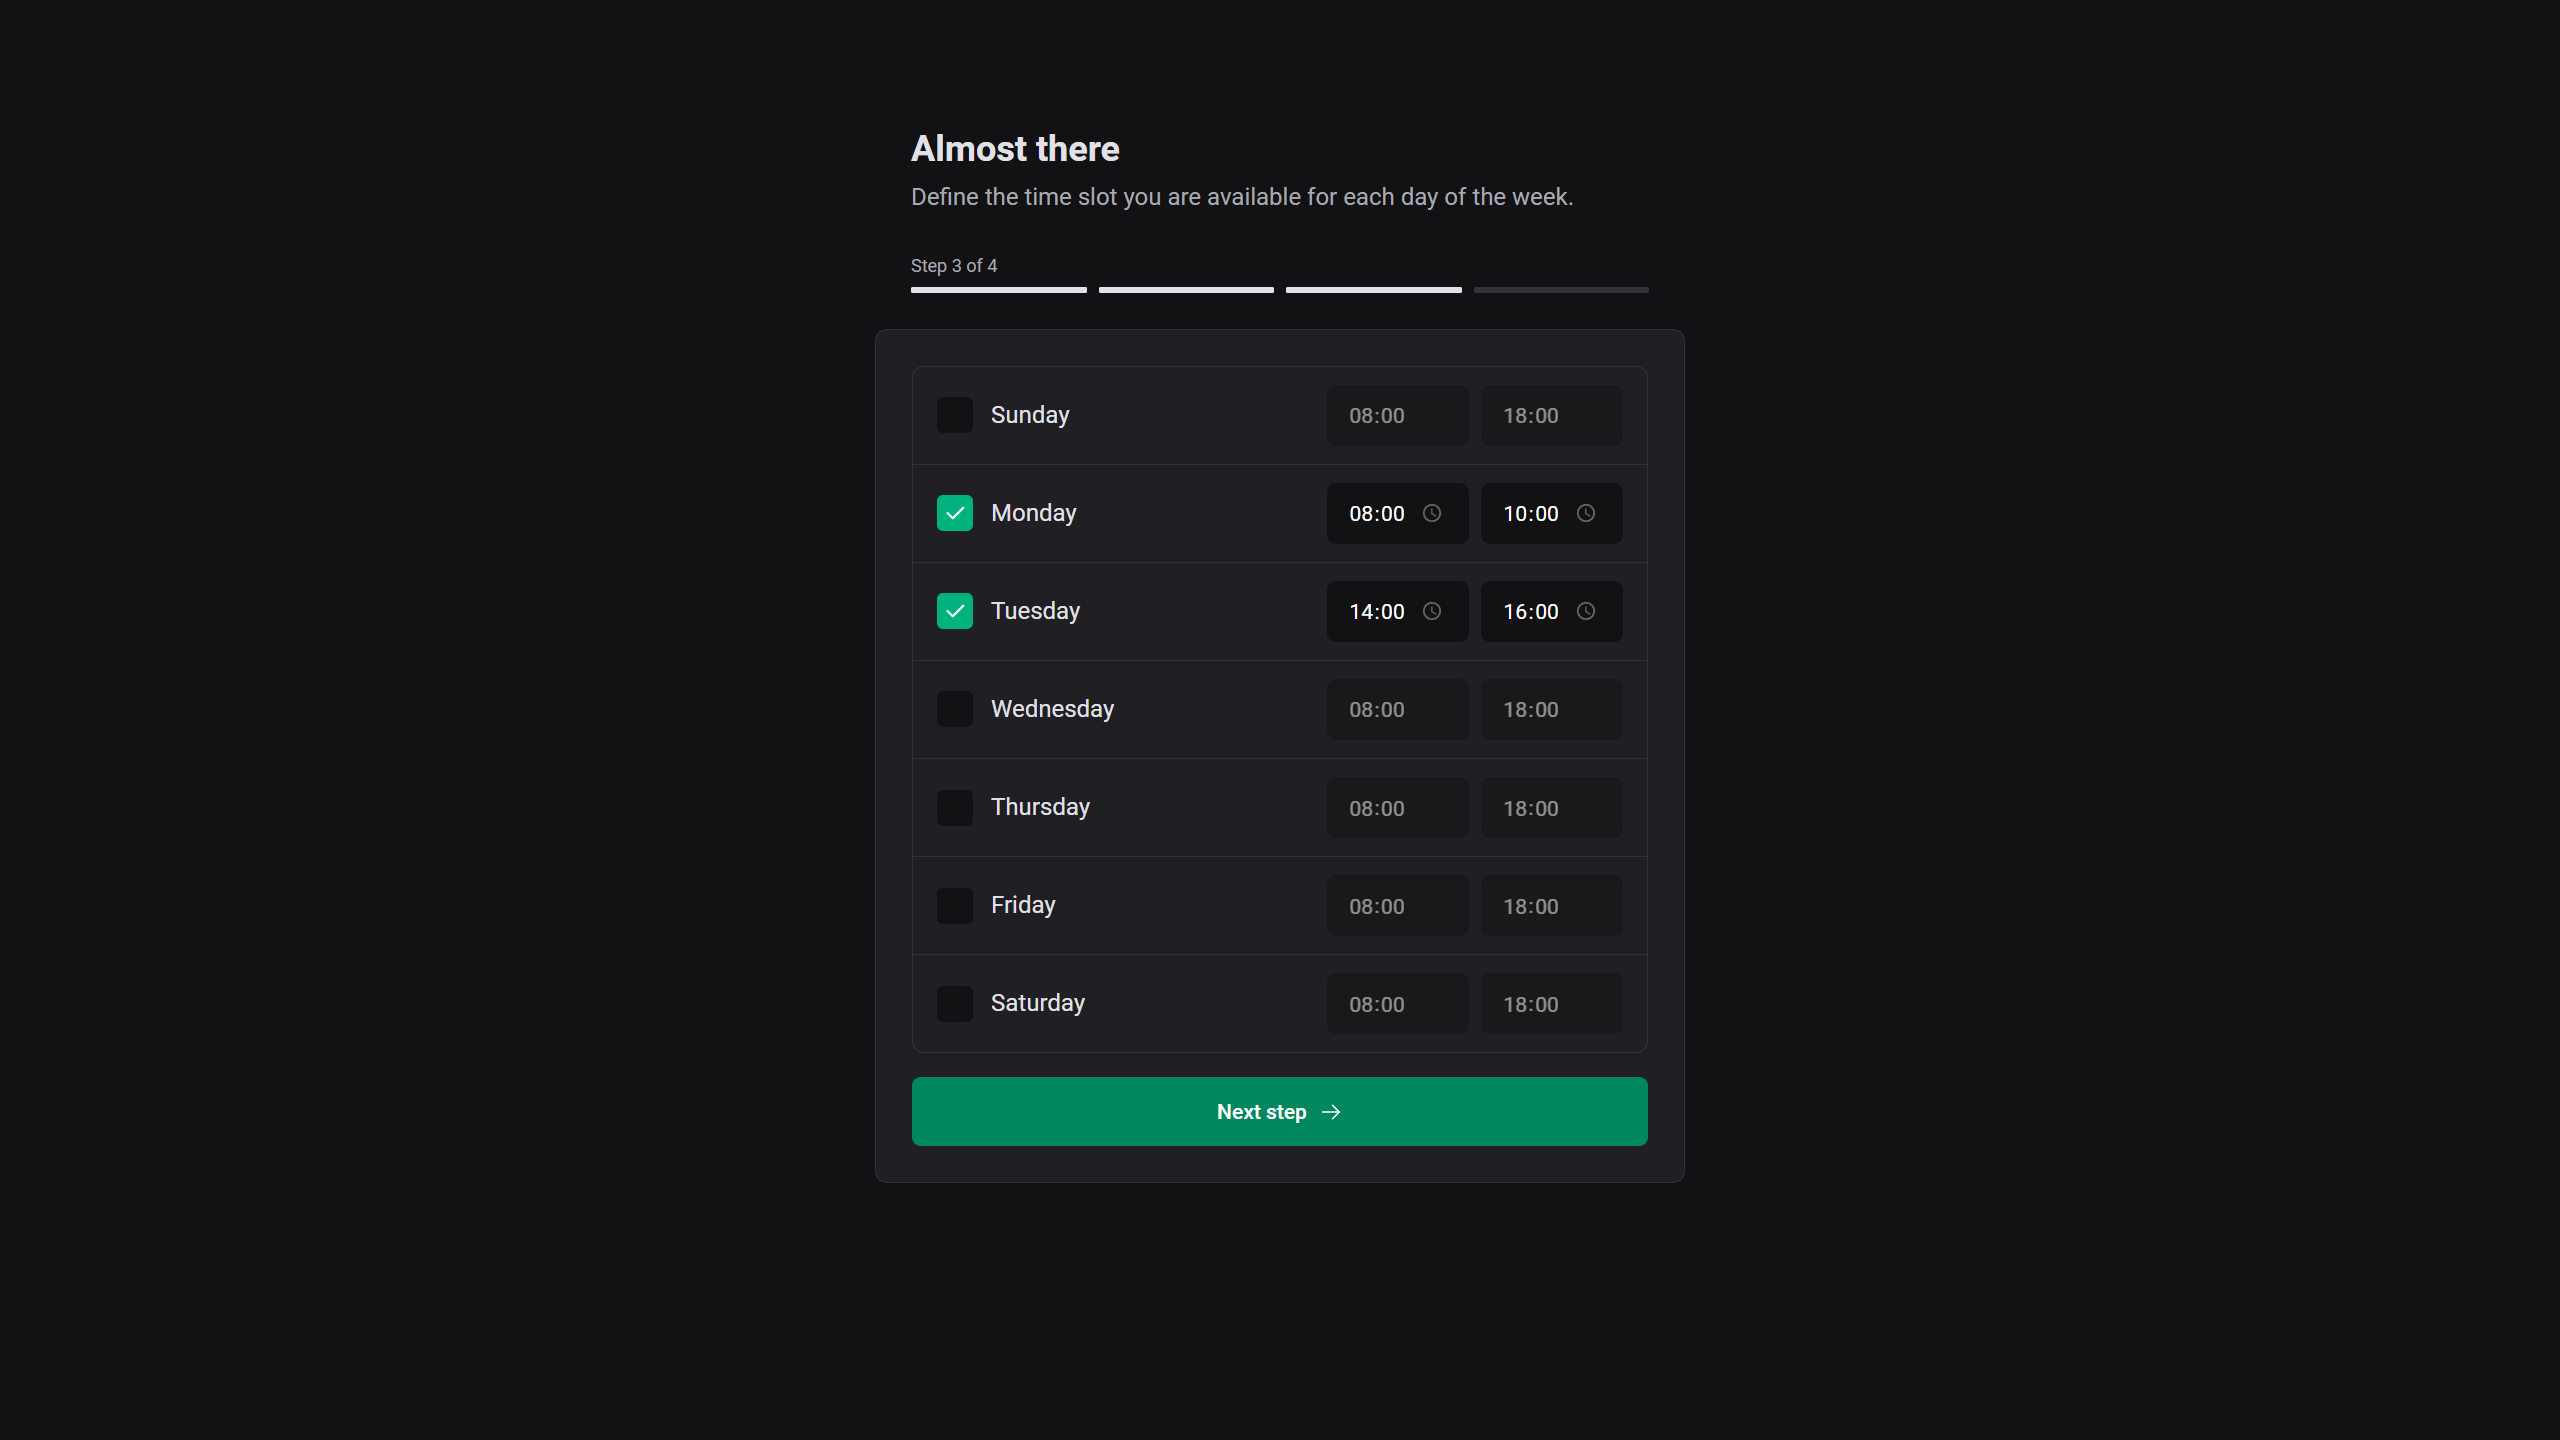 Almost there
Define the time slot you are available for each day of the week.
Step 3 of 4
Sunday 08:00 18:00
Monday 08:00 10:00
Tuesday 14:00 16:00
Wednesday 08:00 18:00
Thursday 08:00 18:00
Friday 08:00 18:00
Saturday 08:00 18:00
Next step